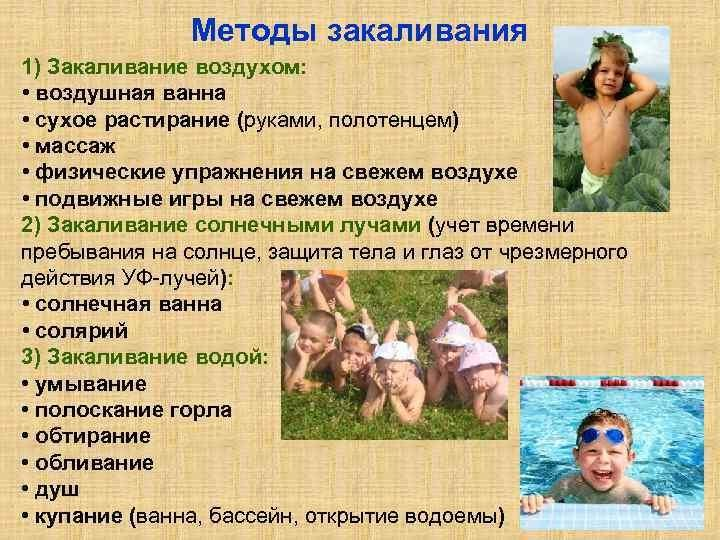 Методы закаливания
1) Закаливание воздухом:
• воздушная ванна
• сухое растирание (руками, полотенцем)
• массаж
• физические упражнения на свежем воздухе
• подвижные игры на свежем воздухе
2) Закаливание солнечными лучами (учет времени
пребывания на солнце, защита тела и глаз от чрезмерного
действия УФ-лучей):
• солнечная ванна
• солярий
3) Закаливание водой:
• умывание
• полоскание горла
• обтирание
• обливание
• душ
• купание (ванна, бассейн, открытие водоемы)